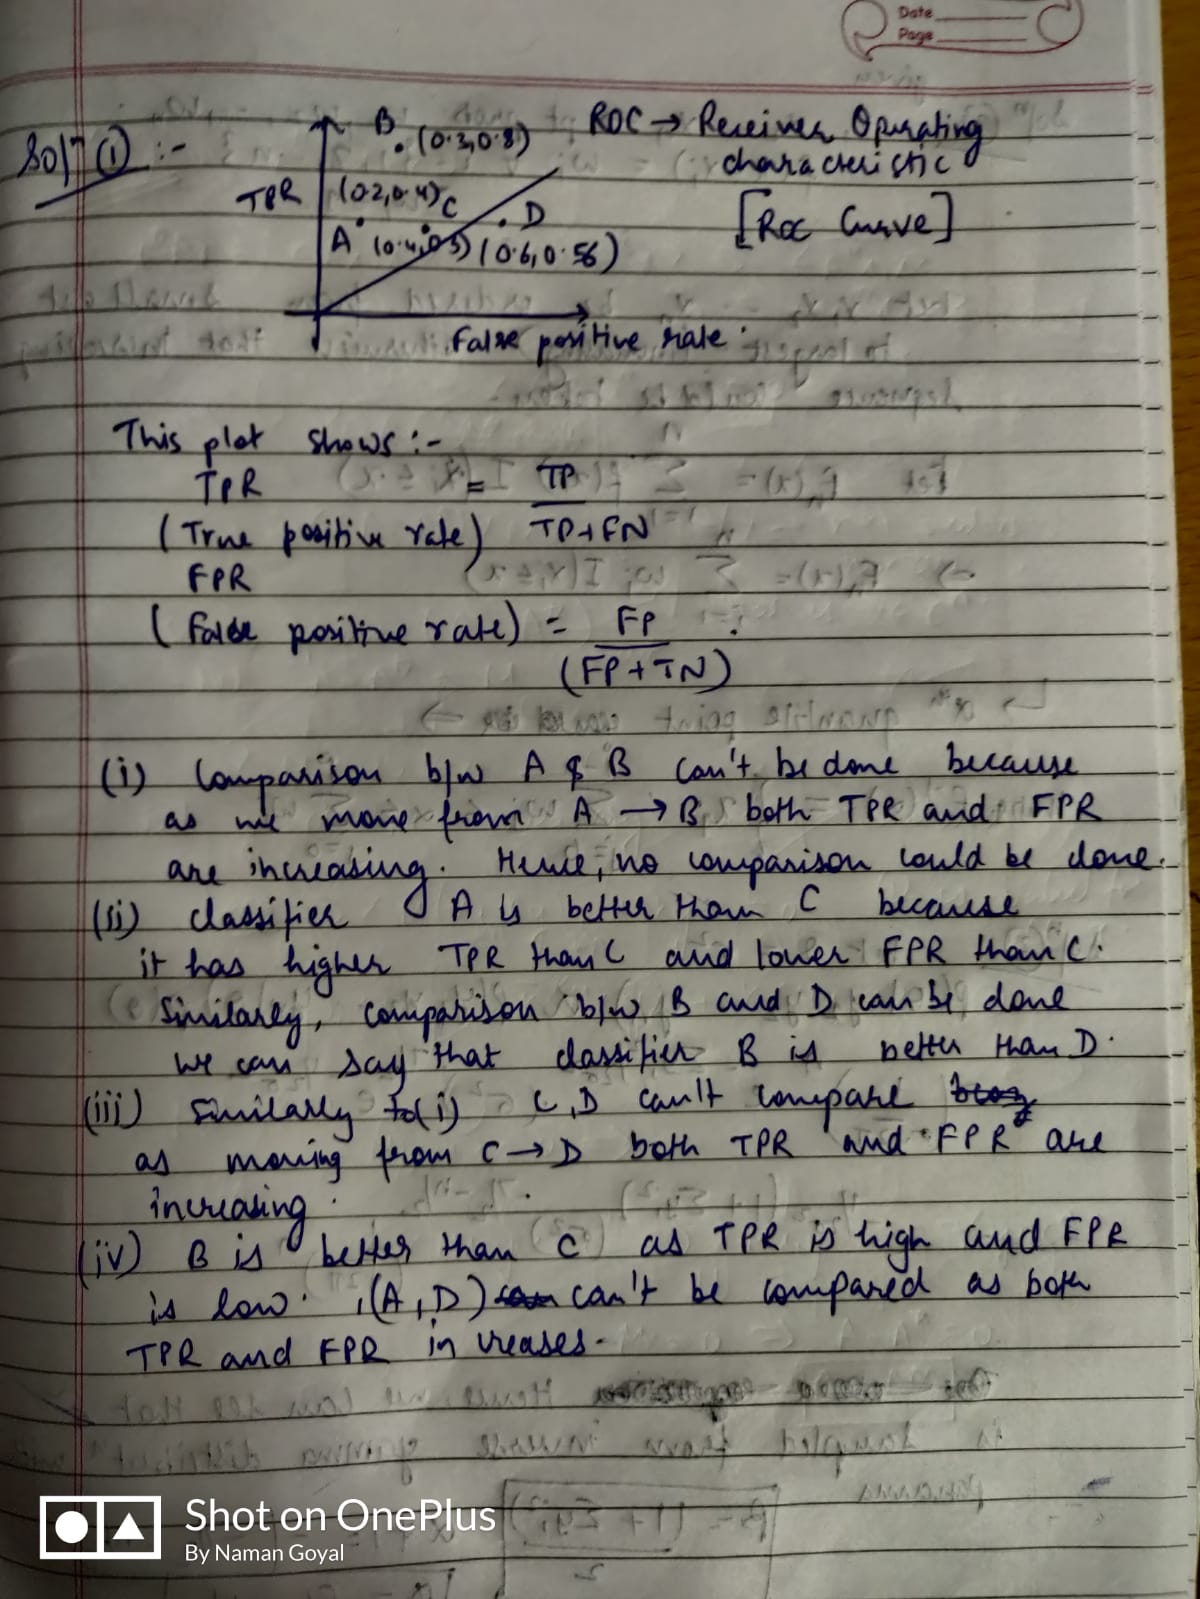 Date
Page
Solⁿ (1) :-
B (0.3,0.8)
ROC → Receiver Operating
characteristic
[ROC Curve]
TPR
(0.2,0.4) C
D
A (0.4,0.3) (0.6,0.56)
False positive rate.
This plot shows :-
TPR = TP
(True positive rate) TP+FN
FPR
(False positive rate) = FP
(FP+TN)
(i) Comparison b/w A & B can't be done because
as we move from A → B, both TPR and FPR
are increasing. Hence, no comparison could be done.
(ii) classifier A is better than C because
it has higher TPR than C and lower FPR than C.
Similarly, comparison b/w B and D can be done
we can say that classifier B is better than D.
(iii) Similarly to (i) C, D can't compare
as moving from C → D both TPR and FPR are
increasing.
(iv) B is better than C as TPR is high and FPR
is low. , (A, D) can't be compared as both
TPR and FPR increases.
Shot on OnePlus
By Naman Goyal